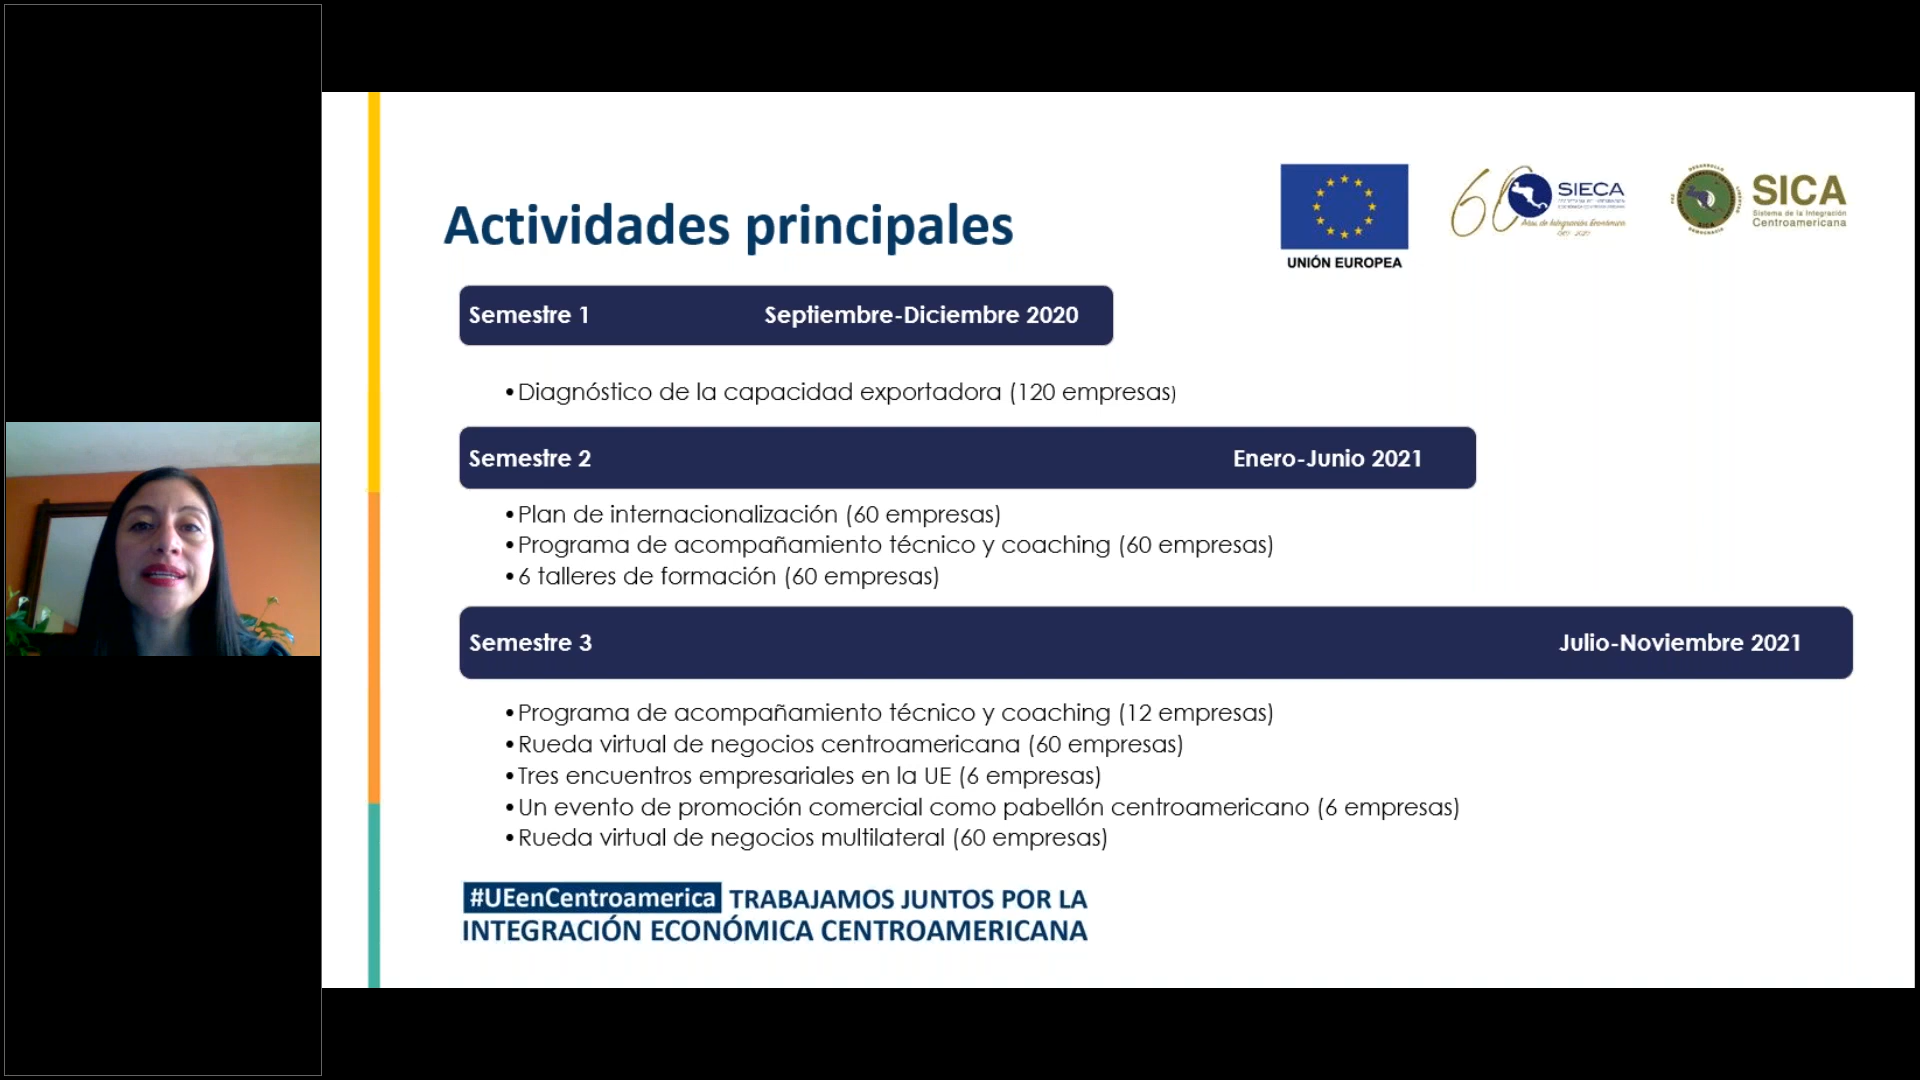 Actividades principales
UNIÓN EUROPEA
60 SIECA
Años de Integración Económica
SICA
Sistema de la Integración
Centroamericana
Semestre 1 Septiembre-Diciembre 2020
•Diagnóstico de la capacidad exportadora (120 empresas)
Semestre 2 Enero-Junio 2021
•Plan de internacionalización (60 empresas)
•Programa de acompañamiento técnico y coaching (60 empresas)
•6 talleres de formación (60 empresas)
Semestre 3 Julio-Noviembre 2021
•Programa de acompañamiento técnico y coaching (12 empresas)
•Rueda virtual de negocios centroamericana (60 empresas)
•Tres encuentros empresariales en la UE (6 empresas)
•Un evento de promoción comercial como pabellón centroamericano (6 empresas)
•Rueda virtual de negocios multilateral (60 empresas)
#UEenCentroamerica TRABAJAMOS JUNTOS POR LA
INTEGRACIÓN ECONÓMICA CENTROAMERICANA